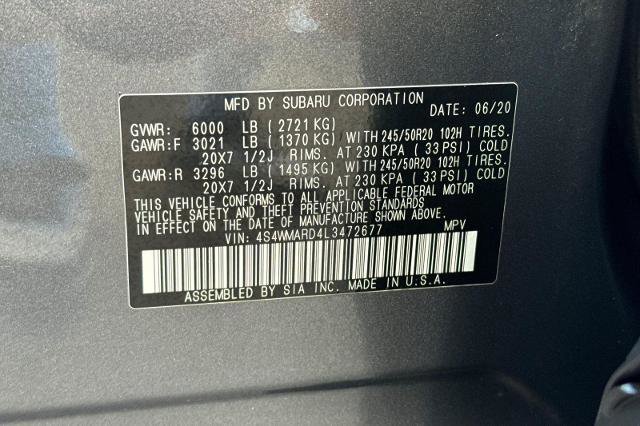 MFD BY SUBARU CORPORATION DATE: 06/20
GVWR: 6000 LB ( 2721 KG)
GAWR:F 3021 LB ( 1370 KG) WITH 245/50R20 102H TIRES.
20X7 1/2J RIMS. AT 230 KPA ( 33 PSI) COLD
GAWR:R 3296 LB ( 1495 KG) WITH 245/50R20 102H TIRES.
20X7 1/2J RIMS. AT 230 KPA ( 33 PSI) COLD
THIS VEHICLE CONFORMS TO ALL APPLICABLE FEDERAL MOTOR
VEHICLE SAFETY AND THEFT PREVENTION STANDARDS
IN EFFECT ON THE DATE OF MANUFACTURE SHOWN ABOVE.
VIN: 4S4WMARD4L3472677 MPV
ASSEMBLED BY SIA INC. MADE IN U.S.A.